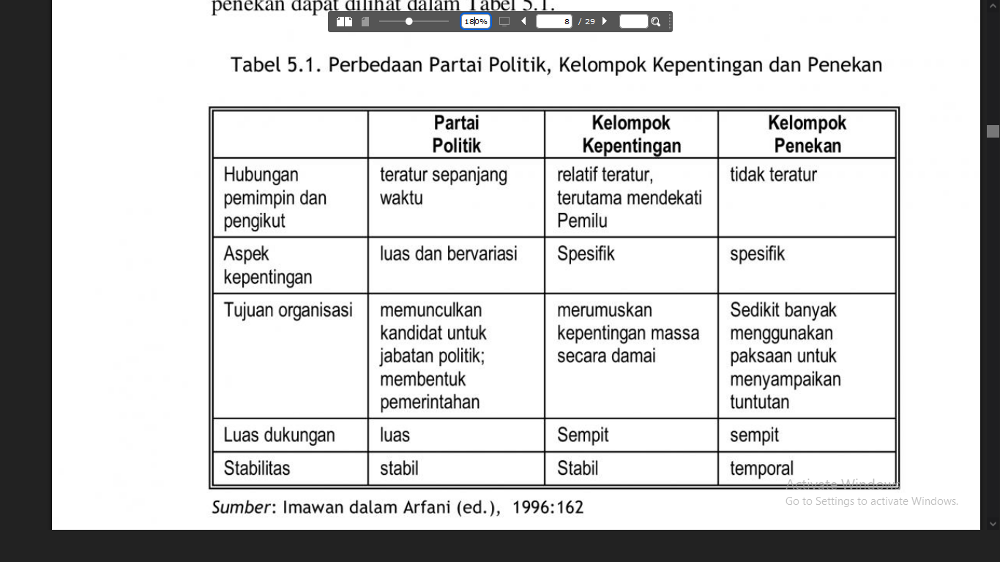 penekan dapat dilihat dalam Tabel 5.1.
180%
8 / 29
Tabel 5.1. Perbedaan Partai Politik, Kelompok Kepentingan dan Penekan
Partai Politik
Kelompok Kepentingan
Kelompok Penekan
Hubungan pemimpin dan pengikut
teratur sepanjang waktu
relatif teratur, terutama mendekati Pemilu
tidak teratur
Aspek kepentingan
luas dan bervariasi
Spesifik
spesifik
Tujuan organisasi
memunculkan kandidat untuk jabatan politik; membentuk pemerintahan
merumuskan kepentingan massa secara damai
Sedikit banyak menggunakan paksaan untuk menyampaikan tuntutan
Luas dukungan
luas
Sempit
sempit
Stabilitas
stabil
Stabil
temporal
Activate Windows
Go to Settings to activate Windows.
Sumber: Imawan dalam Arfani (ed.), 1996:162